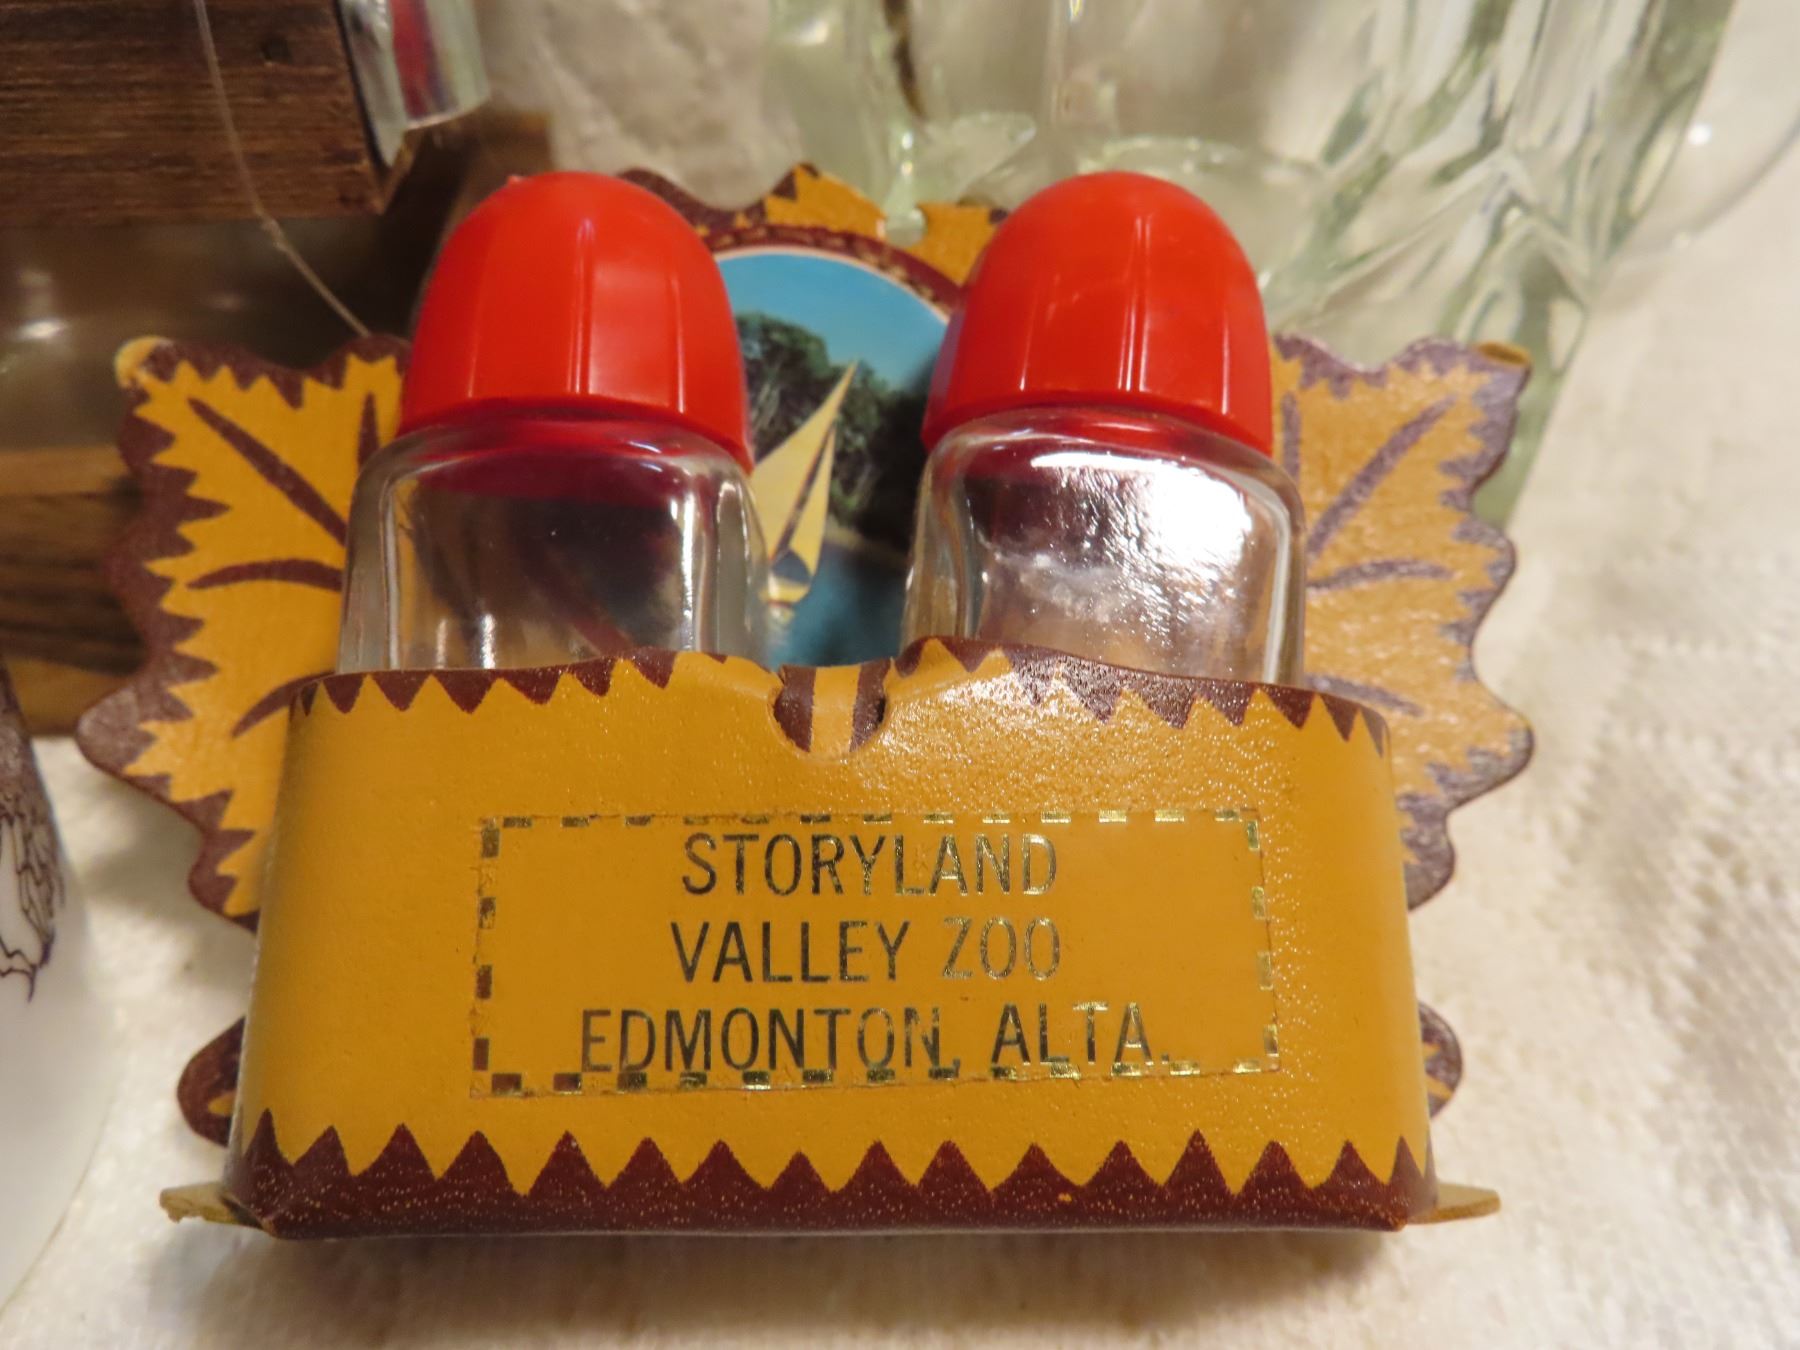 STORYLAND
VALLEY ZOO
EDMONTON, ALTA.